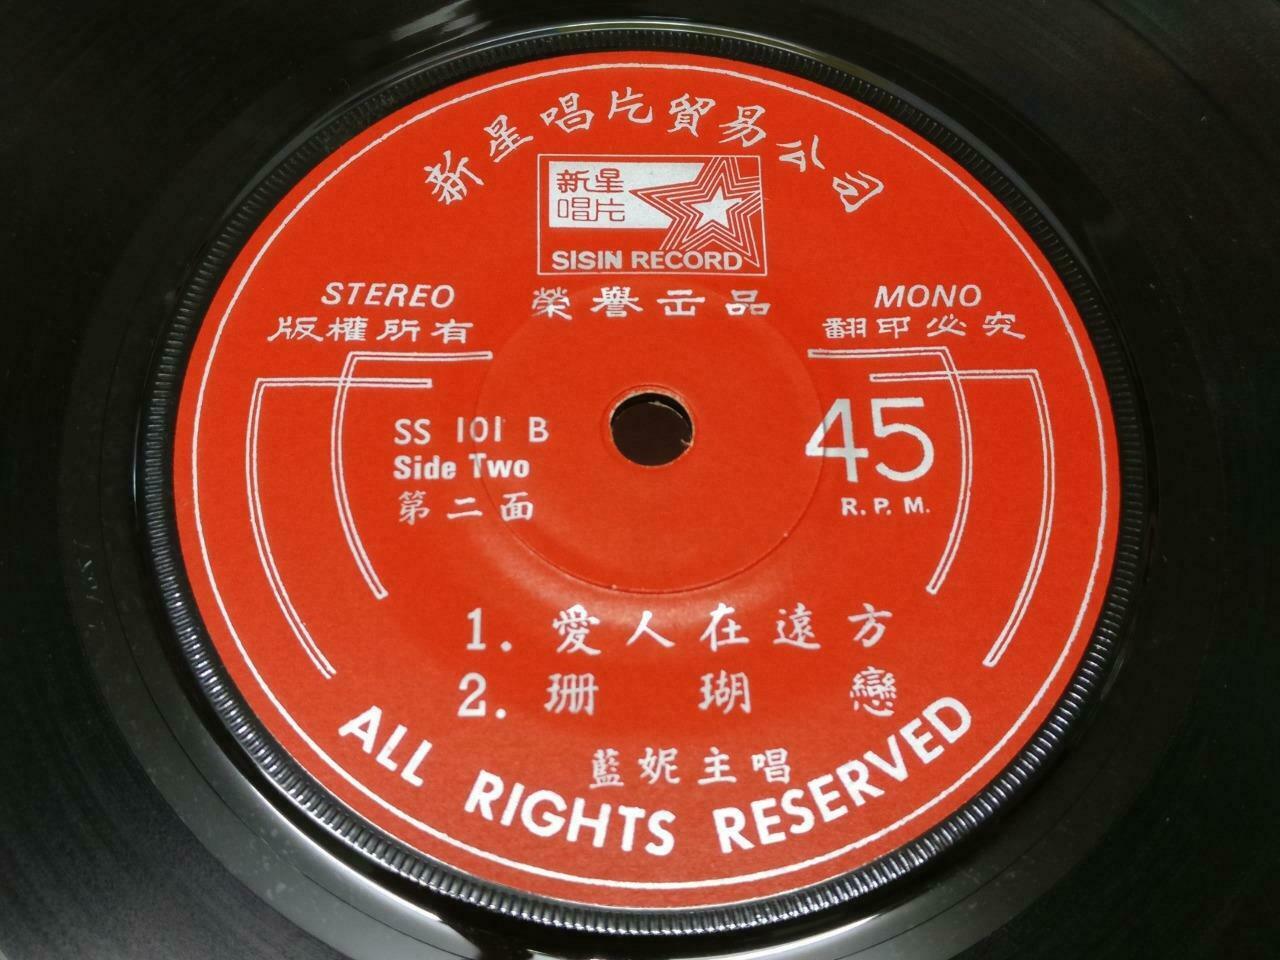 新星唱片貿易公司
新星
唱片
SISIN RECORD
STEREO
版權所有
榮譽出品
MONO
翻印必究
SS 101 B
Side Two
第二面
45
R.P.M.
1. 愛人在遠方
2. 珊瑚戀
藍妮主唱
ALL RIGHTS RESERVED